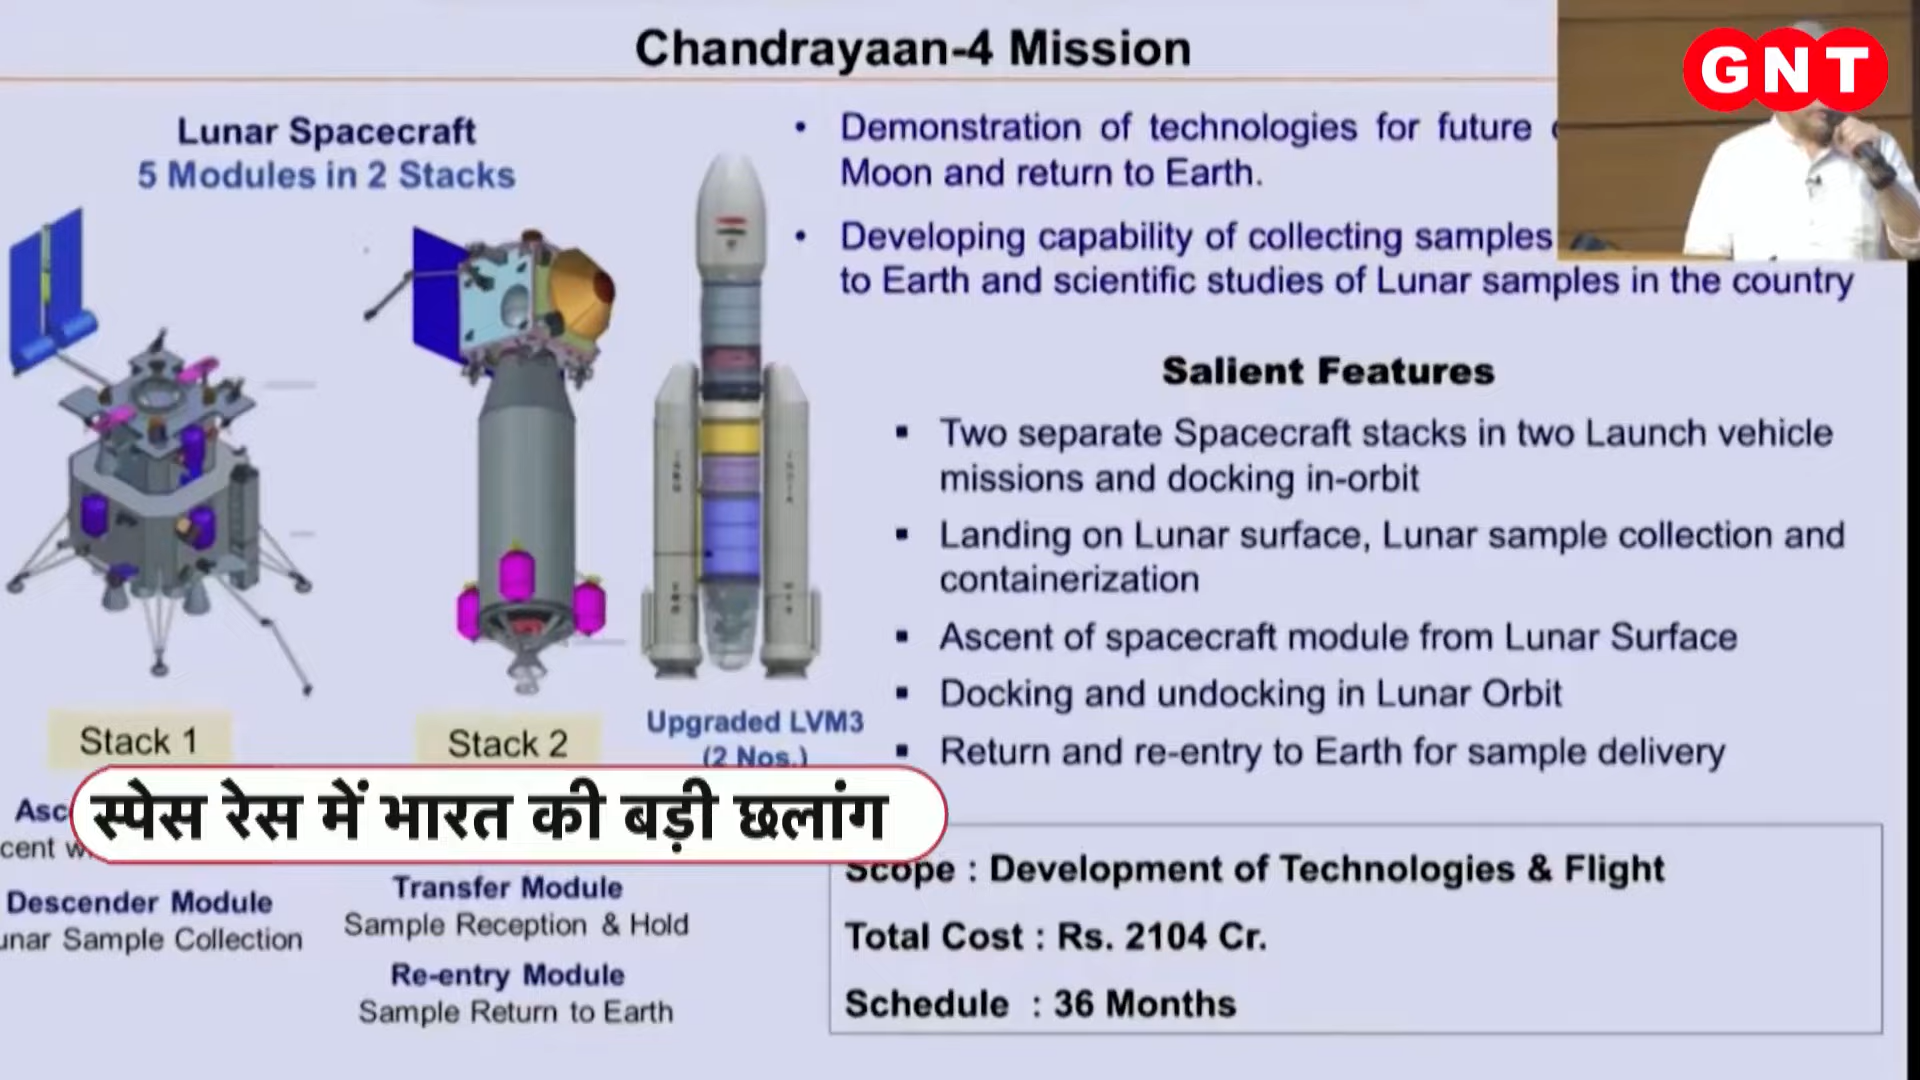 Chandrayaan-4 Mission
GNT
Lunar Spacecraft
5 Modules in 2 Stacks
• Demonstration of technologies for future
Moon and return to Earth.
• Developing capability of collecting samples
to Earth and scientific studies of Lunar samples in the country
Salient Features
▪ Two separate Spacecraft stacks in two Launch vehicle
missions and docking in-orbit
▪ Landing on Lunar surface, Lunar sample collection and
containerization
▪ Ascent of spacecraft module from Lunar Surface
▪ Docking and undocking in Lunar Orbit
▪ Return and re-entry to Earth for sample delivery
Stack 1
Stack 2
Upgraded LVM3
(2 Nos.)
स्पेस रेस में भारत की बड़ी छलांग
Descender Module
Sample Collection
Transfer Module
Sample Reception & Hold
Re-entry Module
Sample Return to Earth
Scope : Development of Technologies & Flight
Total Cost : Rs. 2104 Cr.
Schedule : 36 Months